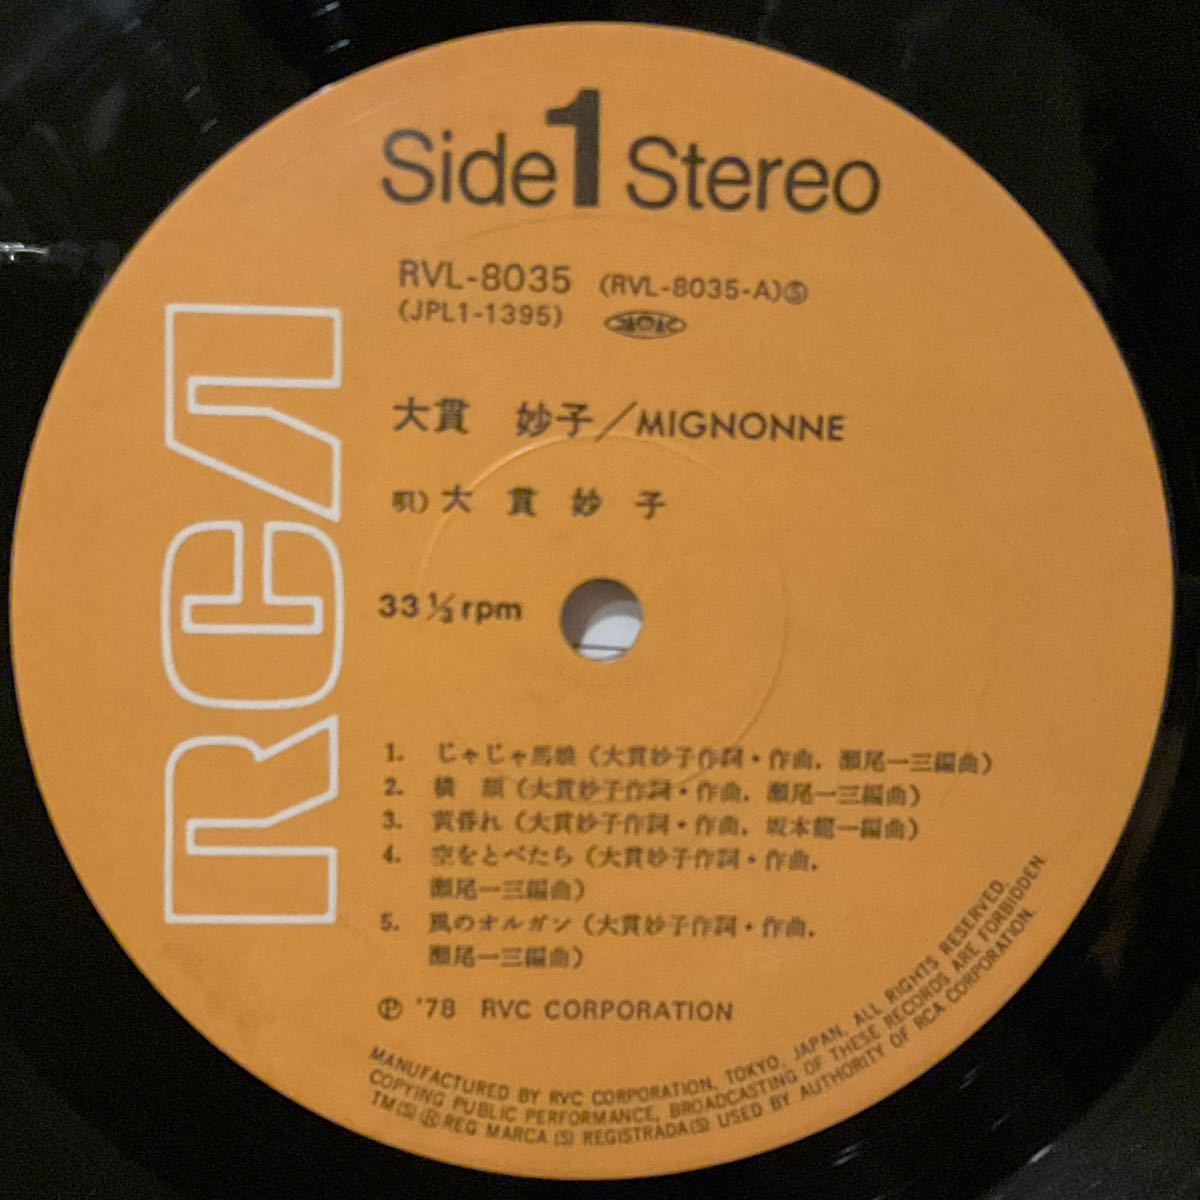 Side 1 Stereo
RVL-8035 (RVL-8035-A)Ⓢ
(JPL1-1395) JASRAC
RCA
大貫 妙子/MIGNONNE
唄)大貫妙子
33⅓rpm
1. じゃじゃ馬娘(大貫妙子作詞・作曲,瀬尾一三編曲)
2. 横 顔(大貫妙子作詞・作曲,瀬尾一三編曲)
3. 黄昏れ(大貫妙子作詞・作曲,坂本龍一編曲)
4. 空をとべたら(大貫妙子作詞・作曲,
瀬尾一三編曲)
5. 風のオルガン(大貫妙子作詞・作曲,
瀬尾一三編曲)
Ⓟ '78 RVC CORPORATION
MANUFACTURED BY RVC CORPORATION, TOKYO, JAPAN, ALL RIGHTS RESERVED,
COPYING PUBLIC PERFORMANCE, BROADCASTING OF THESE RECORDS ARE FORBIDDEN.
TM(S) Ⓡ REG MARCA (S) REGISTRADA(S) USED BY AUTHORITY OF RCA CORPORATION.